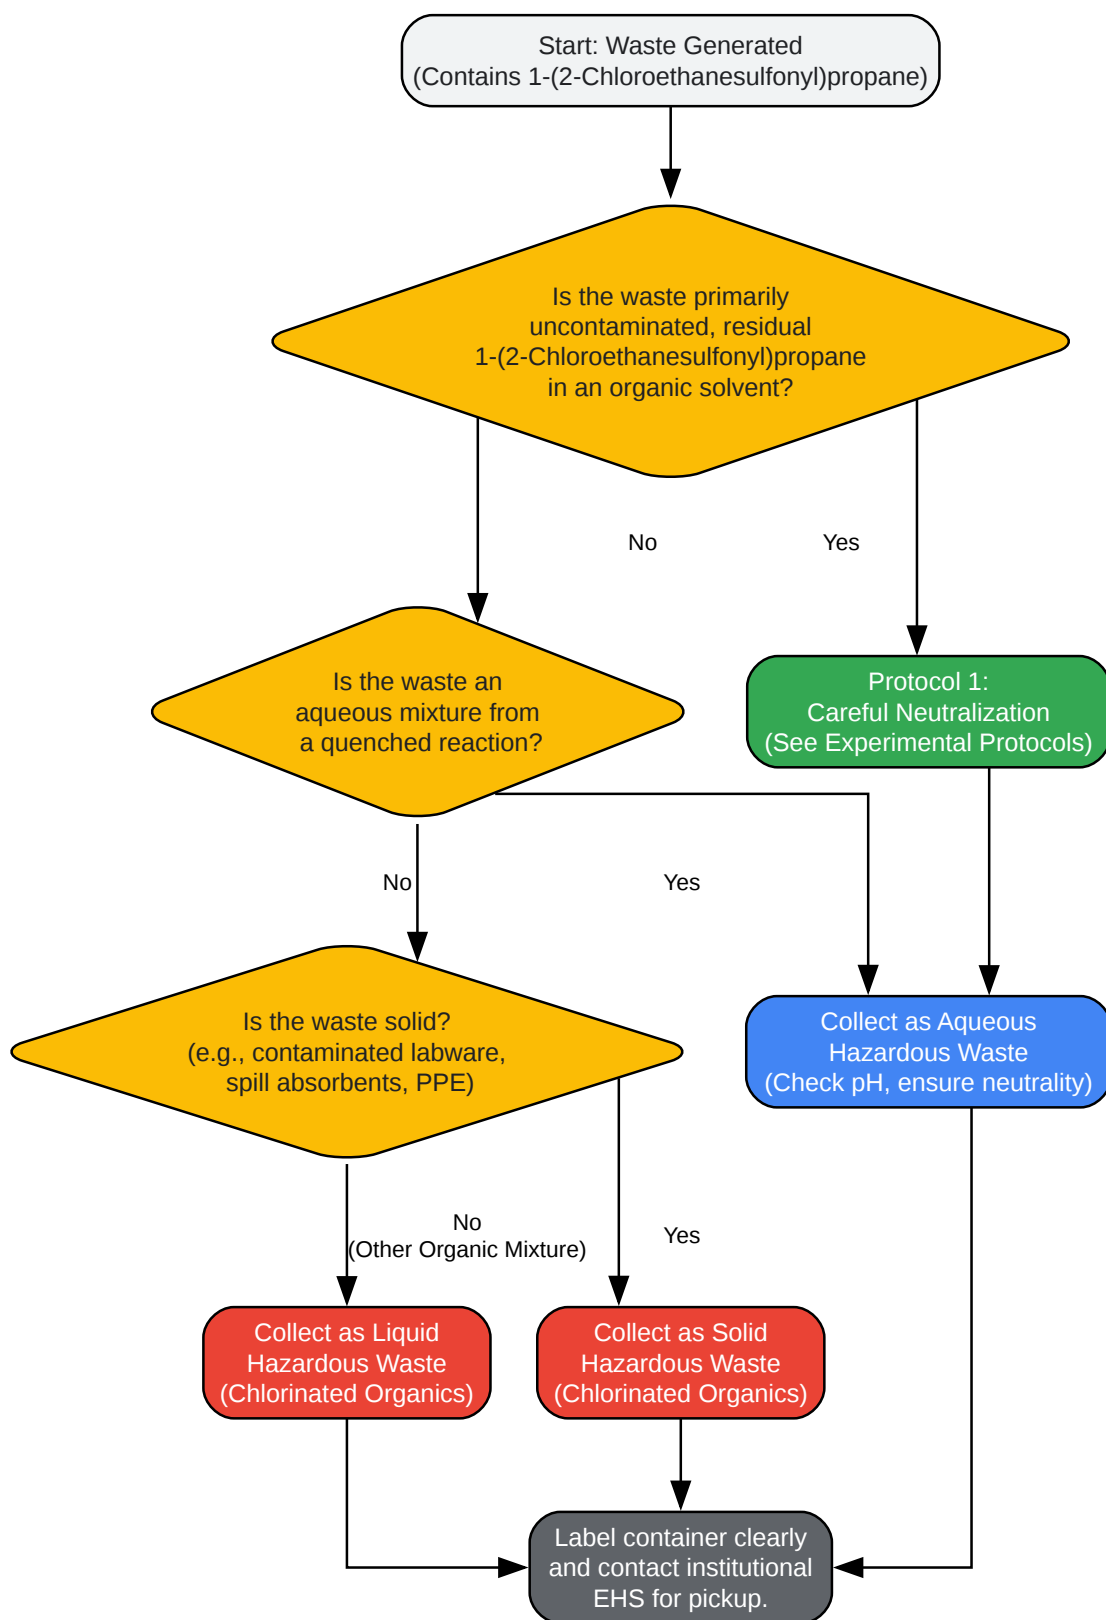 Start: Waste Generated
(Contains 1-(2-Chloroethanesulfonyl)propane)
Is the waste primarily
uncontaminated, residual
1-(2-Chloroethanesulfonyl)propane
in an organic solvent?
No
Yes
Is the waste an
aqueous mixture from
a quenched reaction?
Protocol 1:
Careful Neutralization
(See Experimental Protocols)
No
Yes
Is the waste solid?
(e.g., contaminated labware,
spill absorbents, PPE)
Collect as Aqueous
Hazardous Waste
(Check pH, ensure neutrality)
No
(Other Organic Mixture)
Yes
Collect as Liquid
Hazardous Waste
(Chlorinated Organics)
Collect as Solid
Hazardous Waste
(Chlorinated Organics)
Label container clearly
and contact institutional
EHS for pickup.